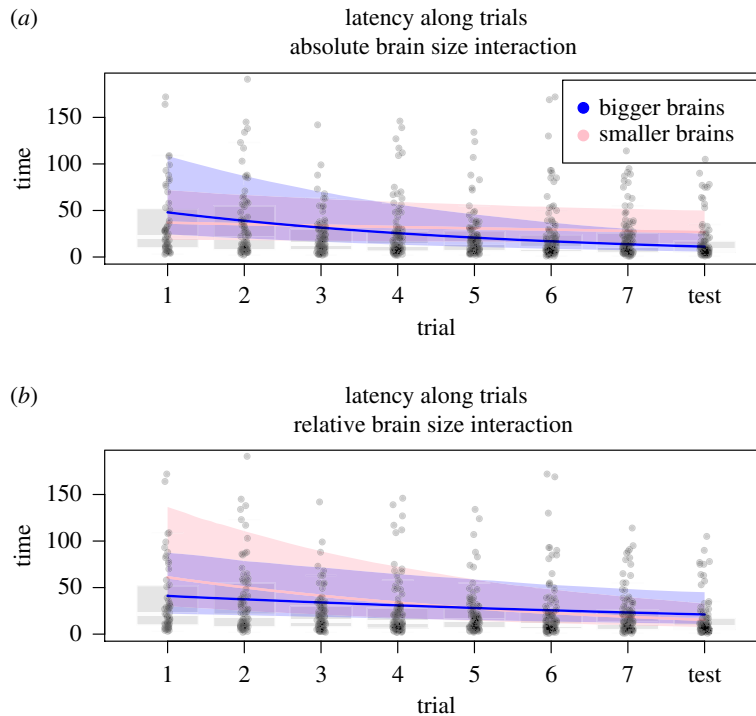 (a)
latency along trials
absolute brain size interaction
time
150
100
50
0
bigger brains
smaller brains
1 2 3 4 5 6 7 test
trial
(b)
latency along trials
relative brain size interaction
time
150
100
50
0
1 2 3 4 5 6 7 test
trial